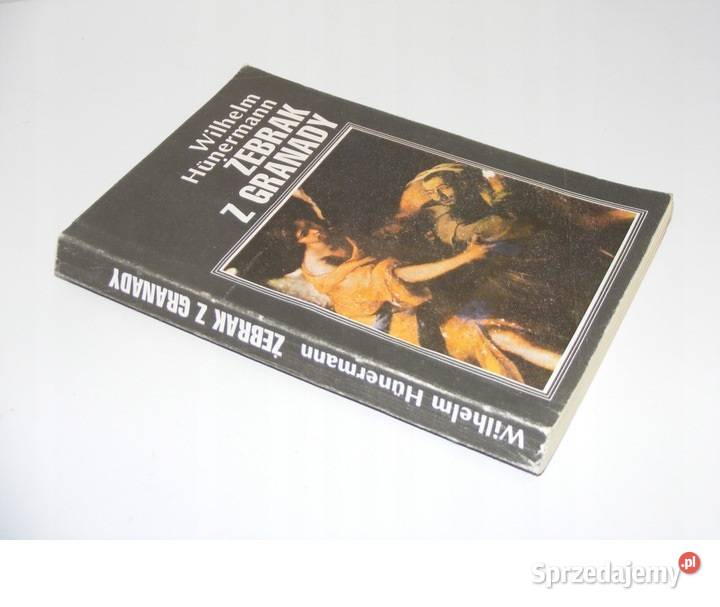 Wilhelm
Hünermann
ŻEBRAK
Z GRANADY
Wilhelm Hünermann ŻEBRAK Z GRANADY
Sprzedajemy.pl